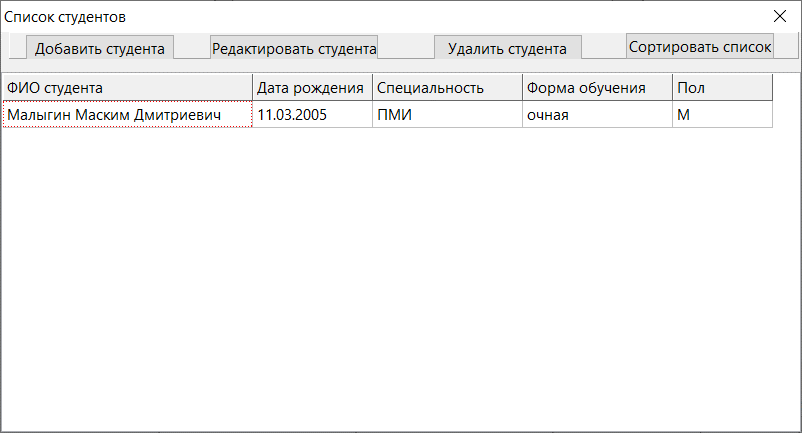 Список студентов
Добавить студента Редактировать студента Удалить студента Сортировать список
ФИО студента Дата рождения Специальность Форма обучения Пол
Малыгин Маским Дмитриевич 11.03.2005 ПМИ очная М